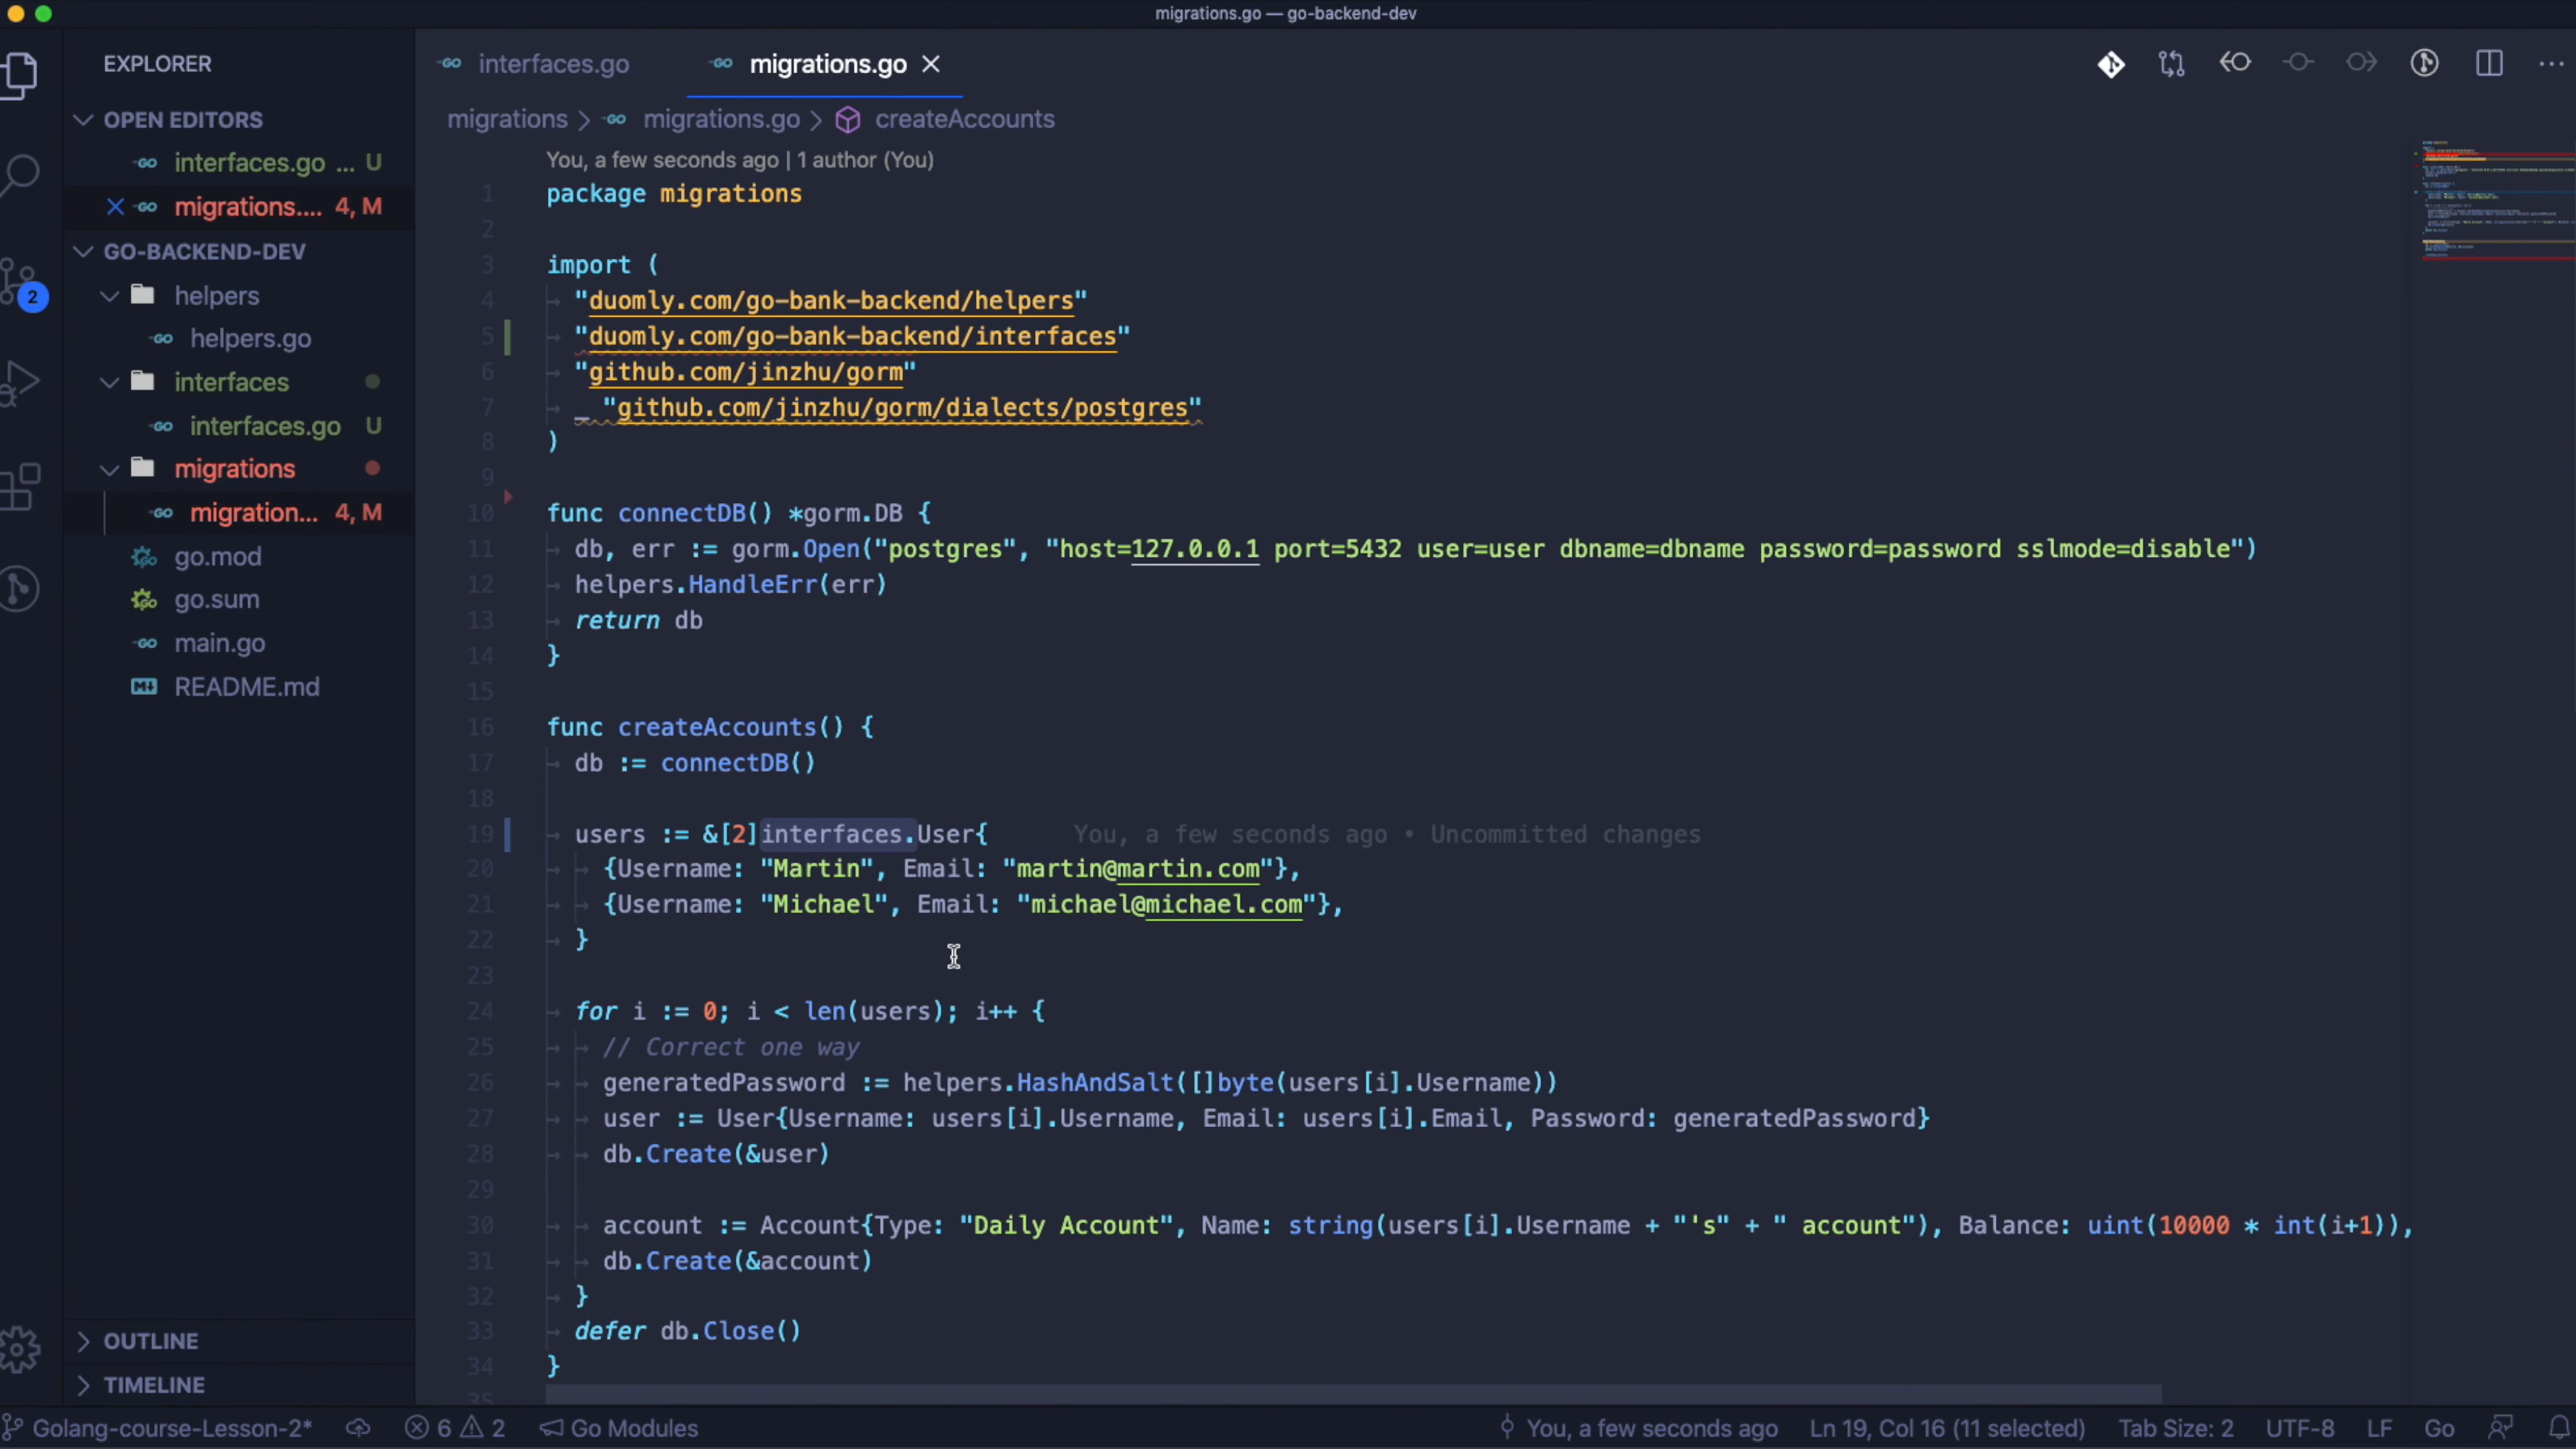 migrations.go — go-backend-dev
EXPLORER
OPEN EDITORS
interfaces.go ... U
migrations.... 4, M
GO-BACKEND-DEV
helpers
helpers.go
interfaces
interfaces.go U
migrations
migration... 4, M
go.mod
go.sum
main.go
README.md
OUTLINE
TIMELINE
2
interfaces.go
migrations.go
migrations > migrations.go > createAccounts
You, a few seconds ago | 1 author (You)
1 package migrations
2
3 import (
4 "duomly.com/go-bank-backend/helpers"
5 "duomly.com/go-bank-backend/interfaces"
6 "github.com/jinzhu/gorm"
7 _ "github.com/jinzhu/gorm/dialects/postgres"
8 )
9
10 func connectDB() *gorm.DB {
11 db, err := gorm.Open("postgres", "host=127.0.0.1 port=5432 user=user dbname=dbname password=password sslmode=disable")
12 helpers.HandleErr(err)
13 return db
14 }
15
16 func createAccounts() {
17 db := connectDB()
18
19 users := &[2]interfaces.User{ You, a few seconds ago • Uncommitted changes
20 {Username: "Martin", Email: "martin@martin.com"},
21 {Username: "Michael", Email: "michael@michael.com"},
22 }
23
24 for i := 0; i < len(users); i++ {
25 // Correct one way
26 generatedPassword := helpers.HashAndSalt([]byte(users[i].Username))
27 user := User{Username: users[i].Username, Email: users[i].Email, Password: generatedPassword}
28 db.Create(&user)
29
30 account := Account{Type: "Daily Account", Name: string(users[i].Username + "'s" + " account"), Balance: uint(10000 * int(i+1)),
31 db.Create(&account)
32 }
33 defer db.Close()
34 }
35
Golang-course-Lesson-2* 6 2 Go Modules You, a few seconds ago Ln 19, Col 16 (11 selected) Tab Size: 2 UTF-8 LF Go